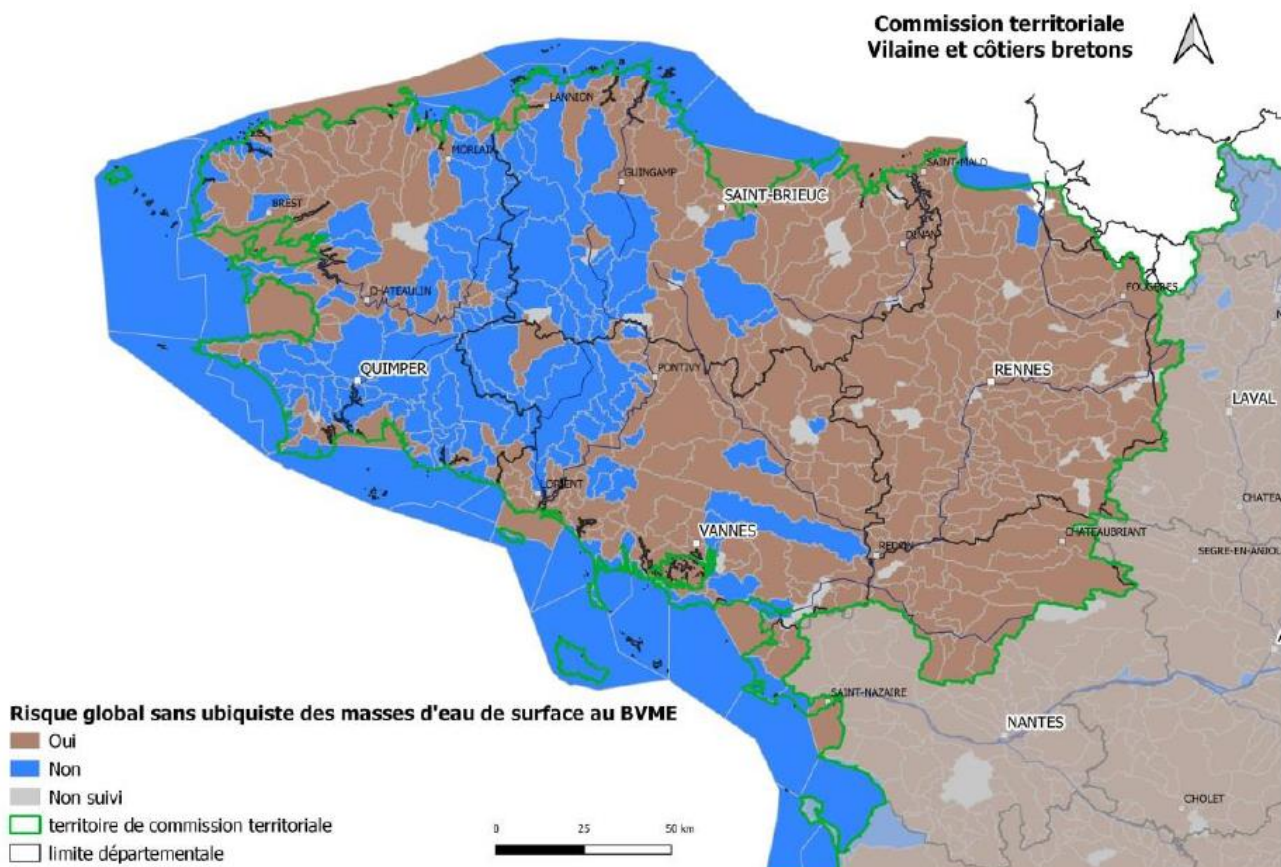 Commission territoriale
Vilaine et côtiers bretons
LANNION
MORLAIX
GUINGAMP
SAINT-MALO
SAINT-BRIEUC
BREST
DINAN
CHATEAULIN
FOUGERES
QUIMPER
PONTIVY
RENNES
LAVAL
LORIENT
VANNES
REDON
CHATEAUBRIANT
CHATEA
SEGRE-EN-ANJOU
SAINT-NAZAIRE
NANTES
CHOLET
Risque global sans ubiquiste des masses d'eau de surface au BVME
Oui
Non
Non suivi
territoire de commission territoriale
limite départementale
0 25 50 km